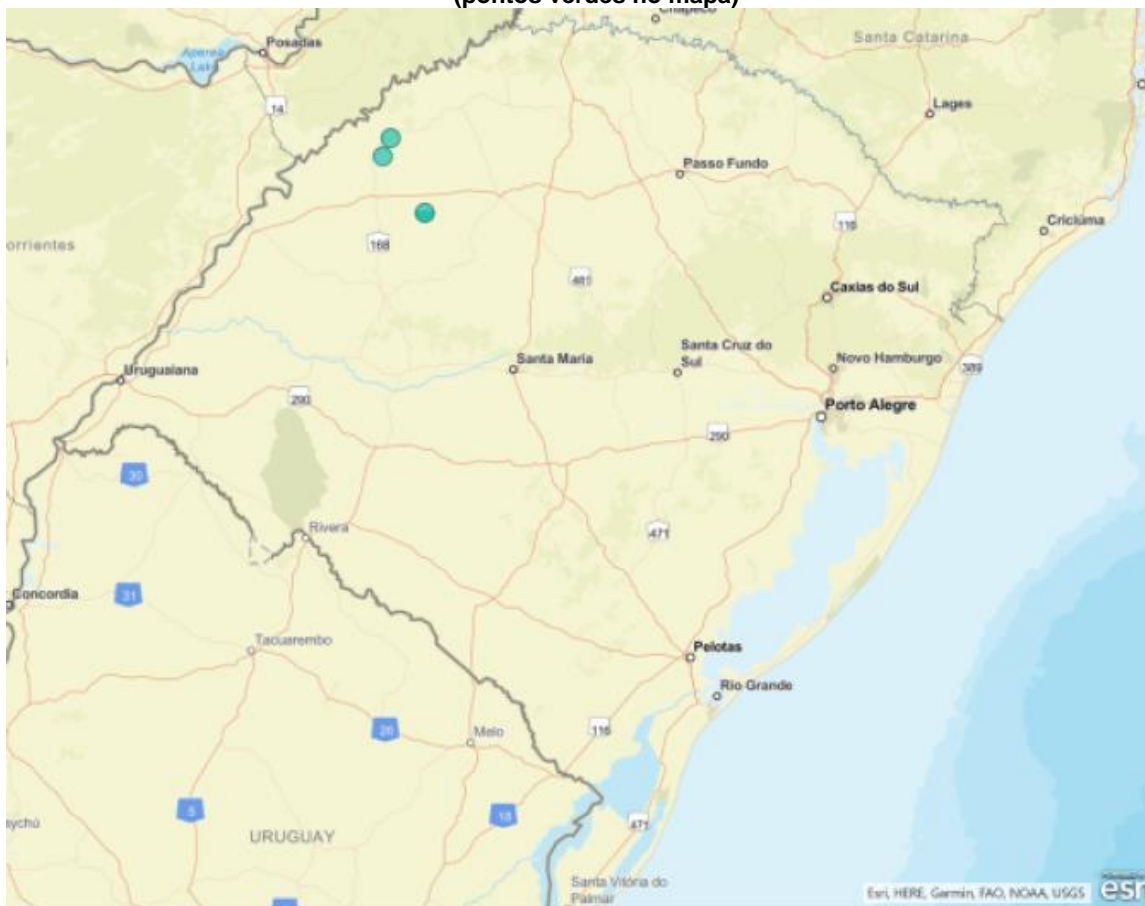 (pontos verdes no mapa)
Chapecó
Santa Catarina
Posadas
Lages
14
Passo Fundo
Criciúma
116
168
orrientes
481
Caxias do Sul
Santa Cruz do
Sul
Santa Maria
Novo Hamburgo
389
Uruguaiana
290
Porto Alegre
290
30
471
Rivera
31
Concordia
Tacuarembo
Pelotas
Rio Grande
26
116
Melo
5
18
471
aychú
URUGUAY
Santa Vitória do
Palmar
Esri, HERE, Garmin, FAO, NOAA, USGS
esri